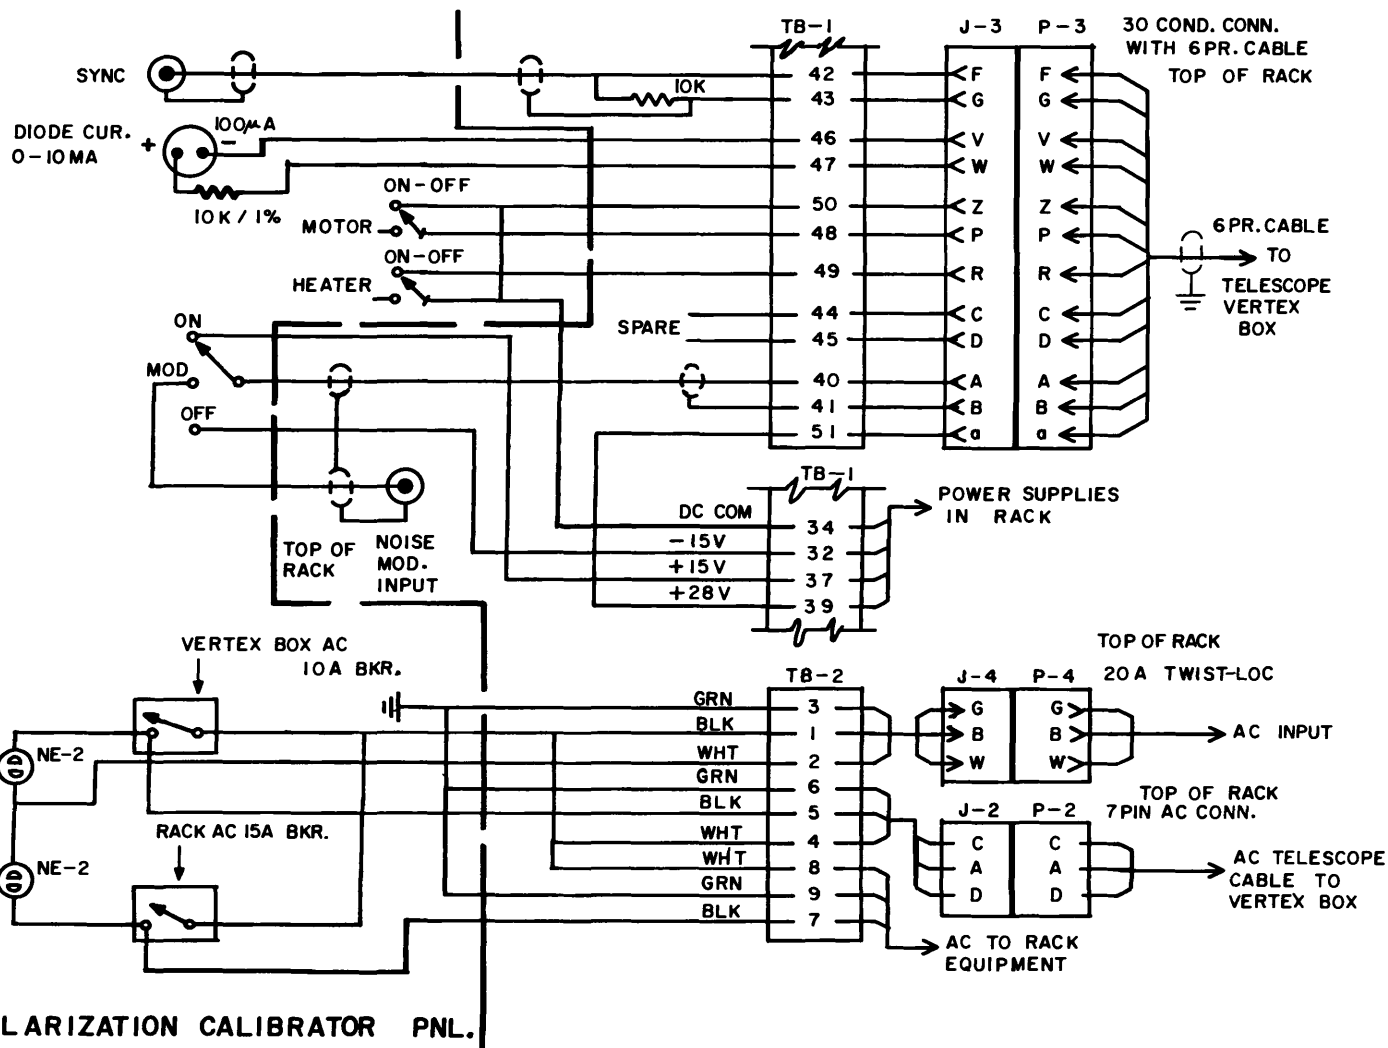 TB-1 J-3 P-3 30 COND. CONN.
WITH 6 PR. CABLE
TOP OF RACK
SYNC 42 F F
10K 43 G G
DIODE CUR. + 100μA -
0-10MA
46 V V
47 W W
10K / 1%
ON-OFF
50 Z Z
MOTOR 48 P P
6 PR. CABLE
TO
TELESCOPE
VERTEX
BOX
ON-OFF
49 R R
HEATER
44 C C
SPARE
45 D D
ON
MOD
OFF
40 A A
41 B B
51 a a
TB-1
POWER SUPPLIES
IN RACK
DC COM 34
-15V 32
+15V 37
+28V 39
TOP OF
RACK
NOISE
MOD.
INPUT
VERTEX BOX AC
10A BKR.
TOP OF RACK
20A TWIST-LOC
TB-2 J-4 P-4
GRN 3 G G
BLK 1 B B AC INPUT
WHT 2 W W
NE-2
GRN 6
BLK 5
WHT 4
WHT 8
GRN 9
BLK 7
TOP OF RACK
7 PIN AC CONN.
J-2 P-2
C C
A A
D D
AC TELESCOPE
CABLE TO
VERTEX BOX
RACK AC 15A BKR.
NE-2
AC TO RACK
EQUIPMENT
LARIZATION CALIBRATOR PNL.